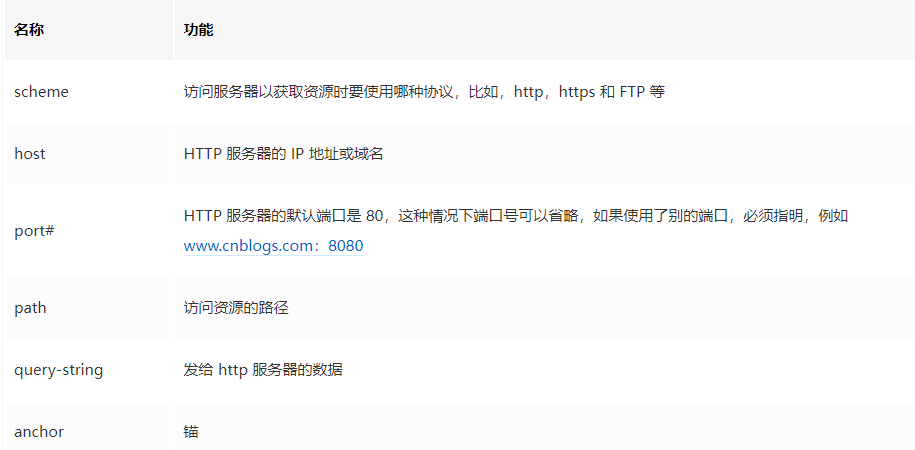 名称 功能
scheme 访问服务器以获取资源时要使用哪种协议，比如，http，https 和 FTP 等
host HTTP 服务器的 IP 地址或域名
port# HTTP 服务器的默认端口是 80，这种情况下端口号可以省略，如果使用了别的端口，必须指明，例如
www.cnblogs.com：8080
path 访问资源的路径
query-string 发给 http 服务器的数据
anchor 锚